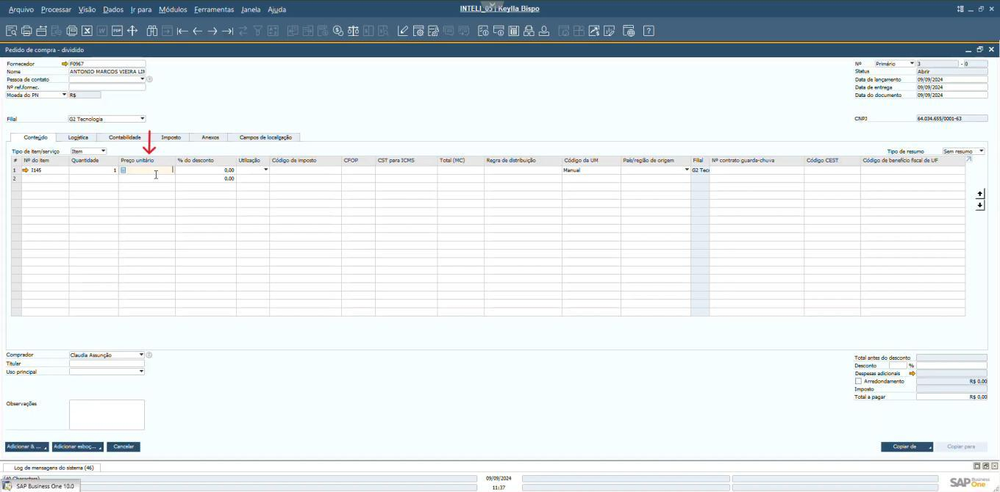 Arquivo Processar Visão Dados Ir para Módulos Ferramentas Janela Ajuda
INTELI_05 | Keylla Bispo
Pedido de compra - dividido
Fornecedor F0967
Nome ANTONIO MARCOS VIEIRA LIM
Pessoa de contato
Nº ref.fornec.
Moeda do PN R$
Filial G2 Tecnologia
Nº Primário 3 - 0
Status Abrir
Data de lançamento 09/09/2024
Data de entrega 09/09/2024
Data do documento 09/09/2024
CNPJ 64.034.655/0001-63
Conteúdo Logística Contabilidade Imposto Anexos Campos de localização
Tipo de item/serviço Item Tipo de resumo Sem resumo
# Nº do item Quantidade Preço unitário % do desconto Utilização Código de imposto CFOP CST para ICMS Total (MC) Regra de distribuição Código da UM País/região de origem Filial Nº contrato guarda-chuva Código CEST Código de benefício fiscal de UF
1 I145 1 0,00 Manual G2 Tecn
2 0,00
Comprador Claudia Assunção
Titular
Uso principal
Observações
Total antes do desconto
Desconto %
Despesas adicionais
Arredondamento R$ 0,00
Imposto
Total a pagar R$ 0,00
Adicionar & ... Adicionar esboç... Cancelar Copiar de Copiar para
Log de mensagens do sistema (46)
(40 Characters) 09/09/2024
SAP Business One 10.0 11:37
SAP Business One